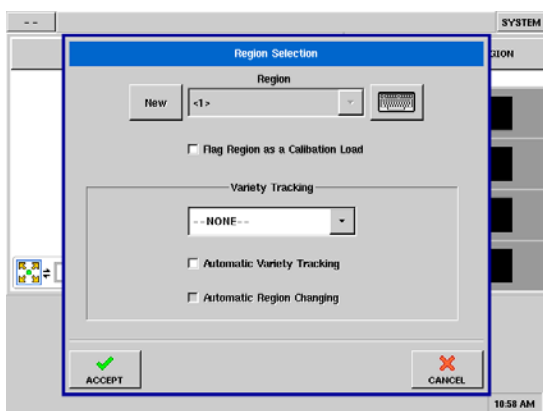 --
SYSTEM
Region Selection
GION
Region
New
<1>
Flag Region as a Calibation Load
Variety Tracking
--NONE--
Automatic Variety Tracking
Automatic Region Changing
ACCEPT
CANCEL
10:58 AM